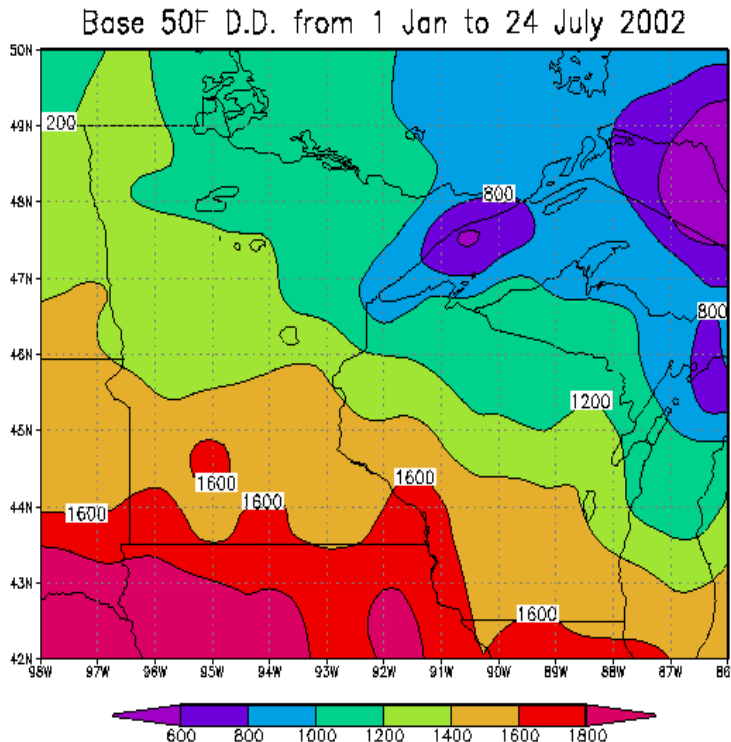 Base 50F D.D. from 1 Jan to 24 July 2002
50N
200
49N
48N
800
47N
800
46N
1200
45N
1600
1600
44N
1600
1600
43N
1600
42N
98W 97W 96W 95W 94W 93W 92W 91W 90W 89W 88W 87W 86
600 800 1000 1200 1400 1600 1800